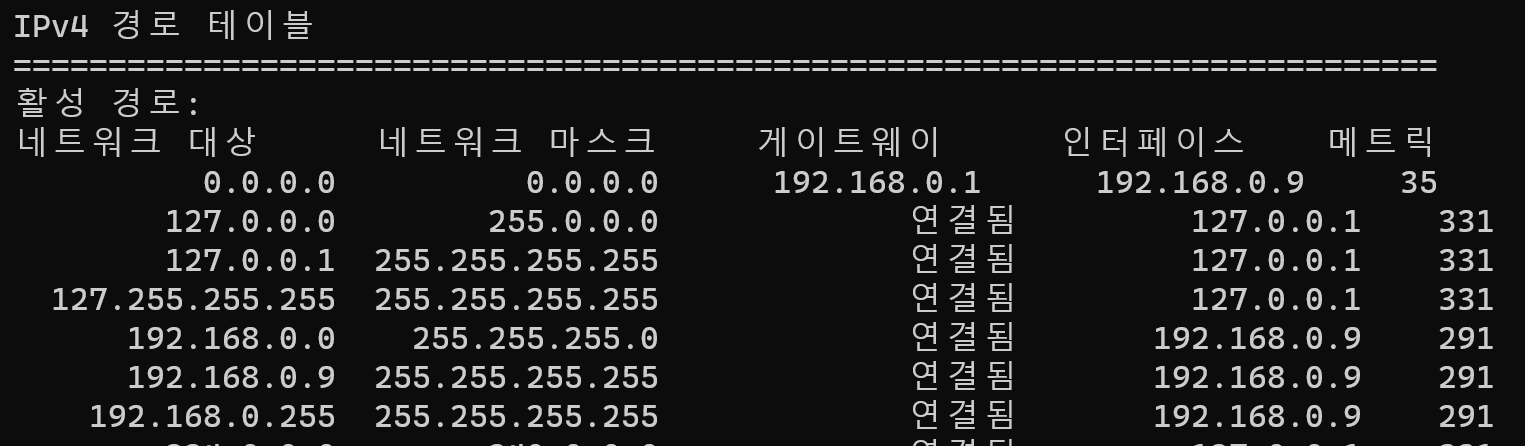 IPv4 경로 테이블
===========================================================================
활성 경로:
네트워크 대상 네트워크 마스크 게이트웨이 인터페이스 메트릭
0.0.0.0 0.0.0.0 192.168.0.1 192.168.0.9 35
127.0.0.0 255.0.0.0 연결됨 127.0.0.1 331
127.0.0.1 255.255.255.255 연결됨 127.0.0.1 331
127.255.255.255 255.255.255.255 연결됨 127.0.0.1 331
192.168.0.0 255.255.255.0 연결됨 192.168.0.9 291
192.168.0.9 255.255.255.255 연결됨 192.168.0.9 291
192.168.0.255 255.255.255.255 연결됨 192.168.0.9 291